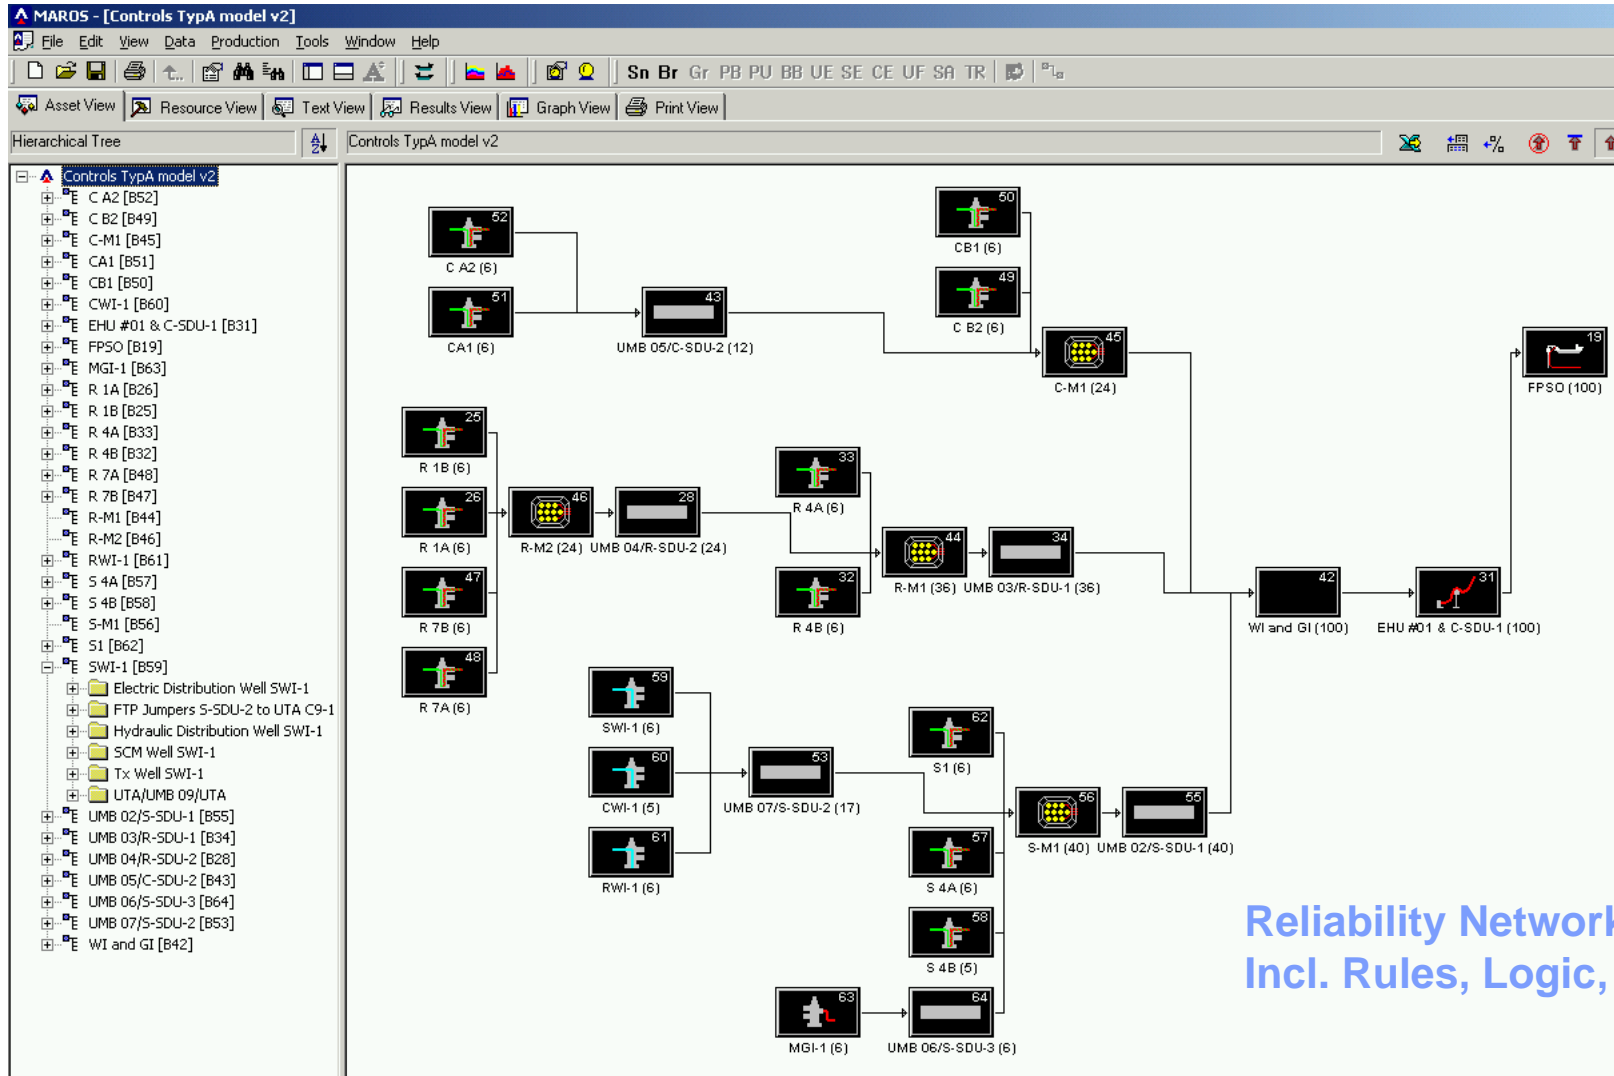 MAROS - [Controls TypA model v2]
File Edit View Data Production Tools Window Help
Sn Br Gr PB PU BB UE SE CE UF SA TR
Asset View Resource View Text View Results View Graph View Print View
Hierarchical Tree
Controls TypA model v2
Controls TypA model v2
C A2 [B52]
C B2 [B49]
C-M1 [B45]
CA1 [B51]
CB1 [B50]
CWI-1 [B60]
EHU #01 & C-SDU-1 [B31]
FPSO [B19]
MGI-1 [B63]
R 1A [B26]
R 1B [B25]
R 4A [B33]
R 4B [B32]
R 7A [B48]
R 7B [B47]
R-M1 [B44]
R-M2 [B46]
RWI-1 [B61]
S 4A [B57]
S 4B [B58]
S-M1 [B56]
S1 [B62]
SWI-1 [B59]
Electric Distribution Well SWI-1
FTP Jumpers S-SDU-2 to UTA C9-1
Hydraulic Distribution Well SWI-1
SCM Well SWI-1
Tx Well SWI-1
UTA/UMB 09/UTA
UMB 02/S-SDU-1 [B55]
UMB 03/R-SDU-1 [B34]
UMB 04/R-SDU-2 [B28]
UMB 05/C-SDU-2 [B43]
UMB 06/S-SDU-3 [B64]
UMB 07/S-SDU-2 [B53]
WI and GI [B42]
52
C A2 (6)
51
CA1 (6)
43
UMB 05/C-SDU-2 (12)
50
CB1 (6)
49
C B2 (6)
45
C-M1 (24)
19
FPSO (100)
25
R 1B (6)
26
R 1A (6)
47
R 7B (6)
48
R 7A (6)
46
R-M2 (24)
28
UMB 04/R-SDU-2 (24)
33
R 4A (6)
32
R 4B (6)
44
R-M1 (36)
34
UMB 03/R-SDU-1 (36)
42
WI and GI (100)
31
EHU #01 & C-SDU-1 (100)
59
SWI-1 (6)
60
CWI-1 (5)
61
RWI-1 (6)
53
UMB 07/S-SDU-2 (17)
62
S1 (6)
57
S 4A (6)
58
S 4B (5)
63
MGI-1 (6)
64
UMB 06/S-SDU-3 (6)
56
S-M1 (40)
55
UMB 02/S-SDU-1 (40)
Reliability Network
Incl. Rules, Logic,